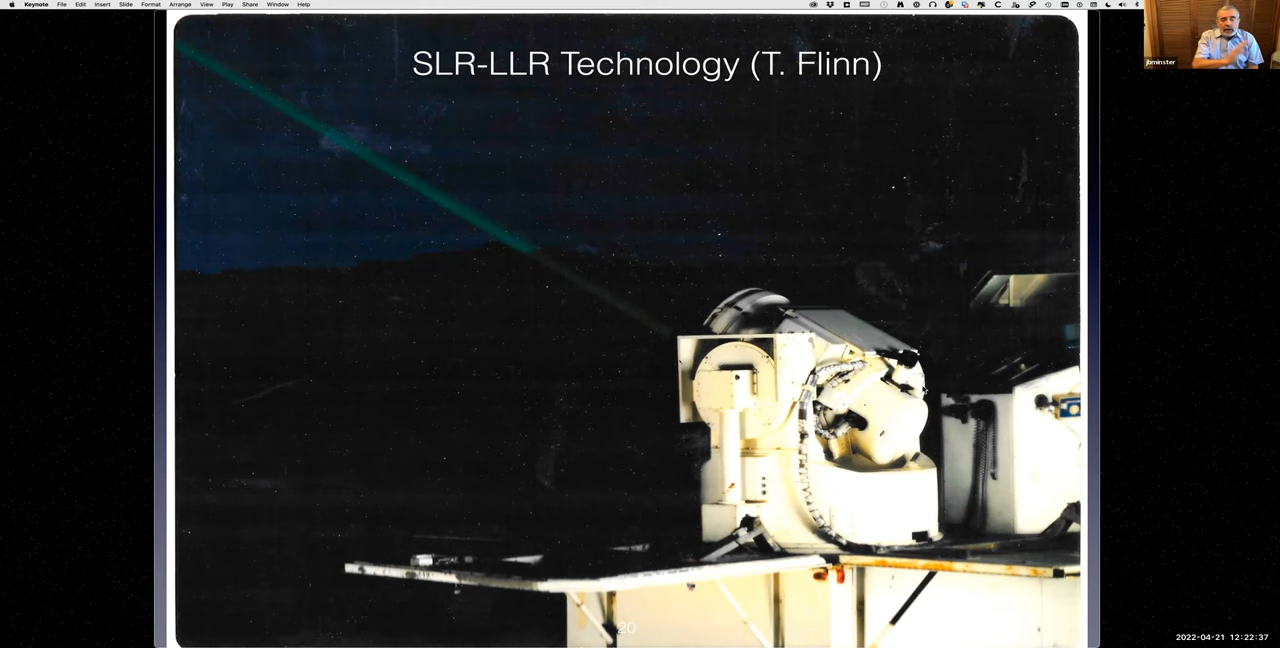 Keynote File Edit Insert Slide Format Arrange View Play Share Window Help
jbminster
SLR-LLR Technology (T. Flinn)
20
2022-04-21 12:22:37